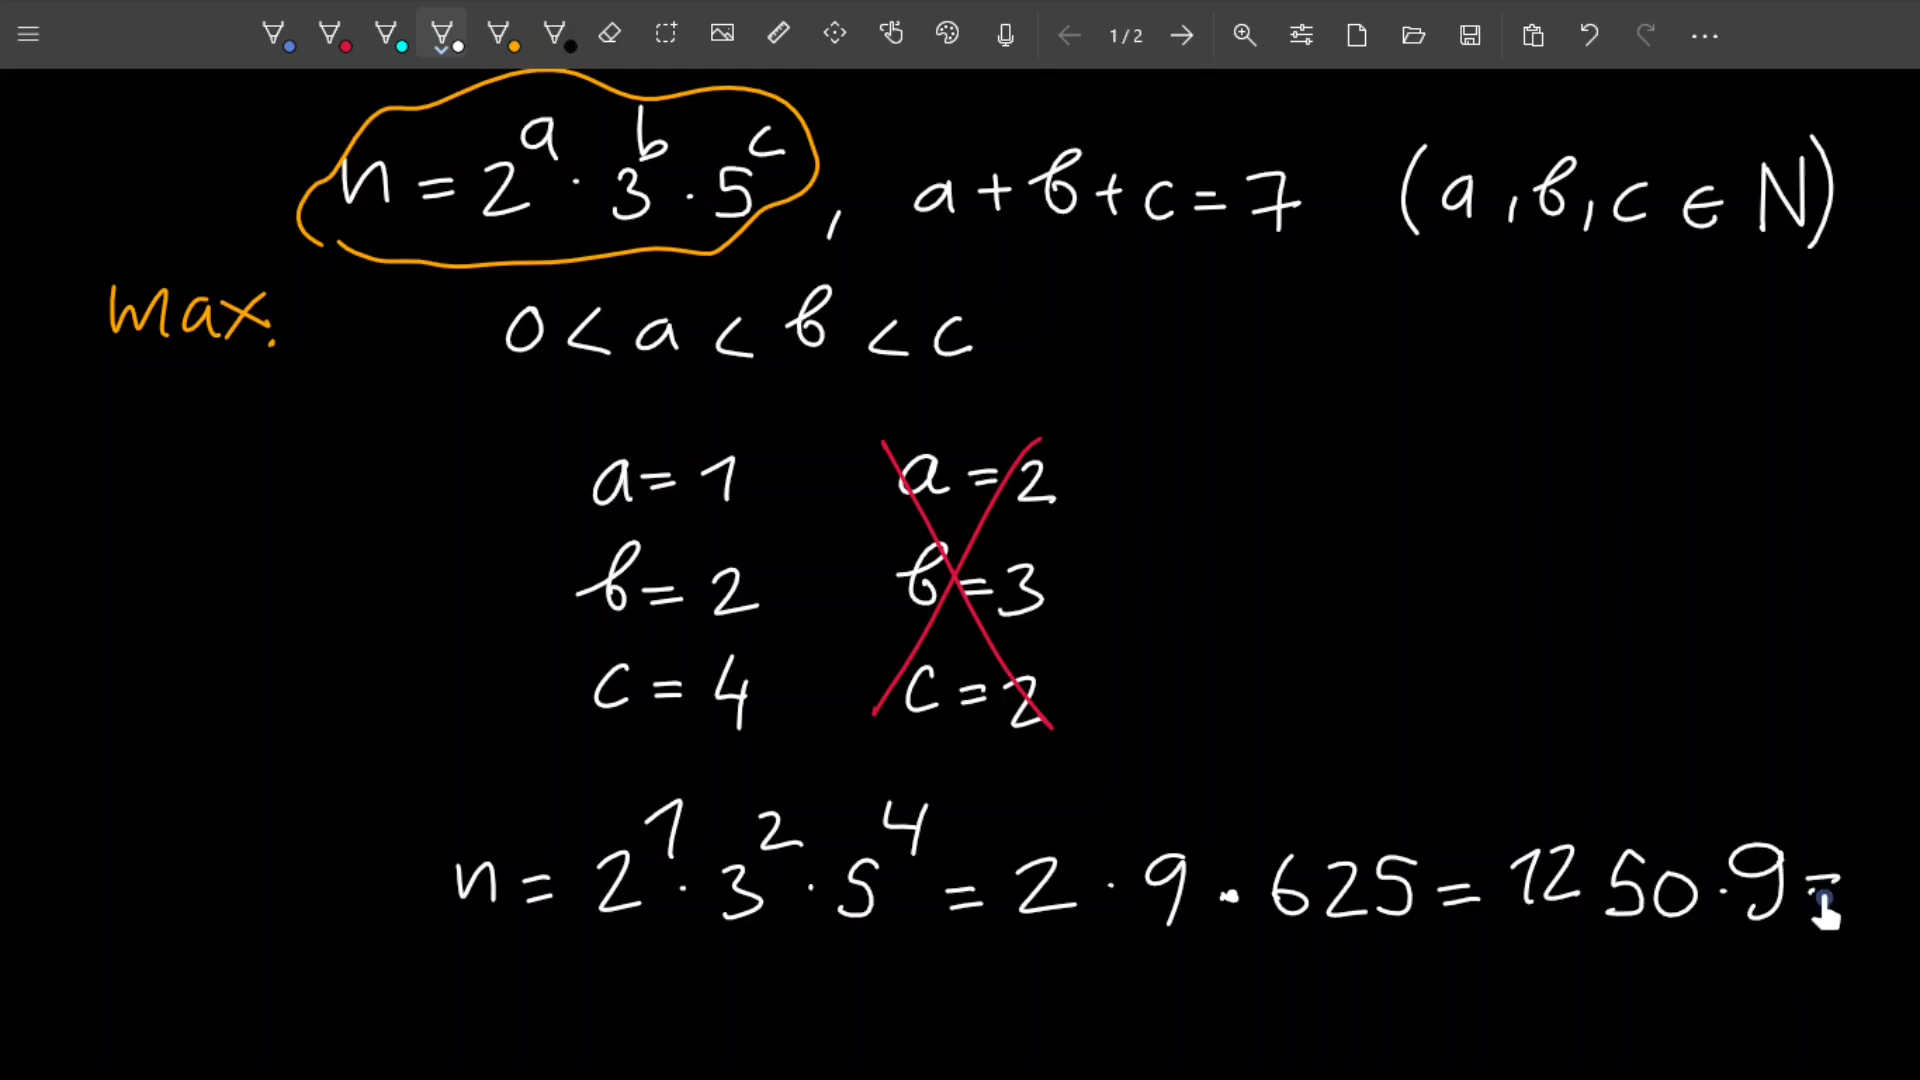 1/2
n = 2^a · 3^b · 5^c , a + b + c = 7 (a, b, c ∈ N)
max. 0 < a < b < c
a = 1 a = 2
b = 2 b = 3
c = 4 c = 2
n = 2^1 · 3^2 · 5^4 = 2 · 9 · 625 = 1250 · 9 =